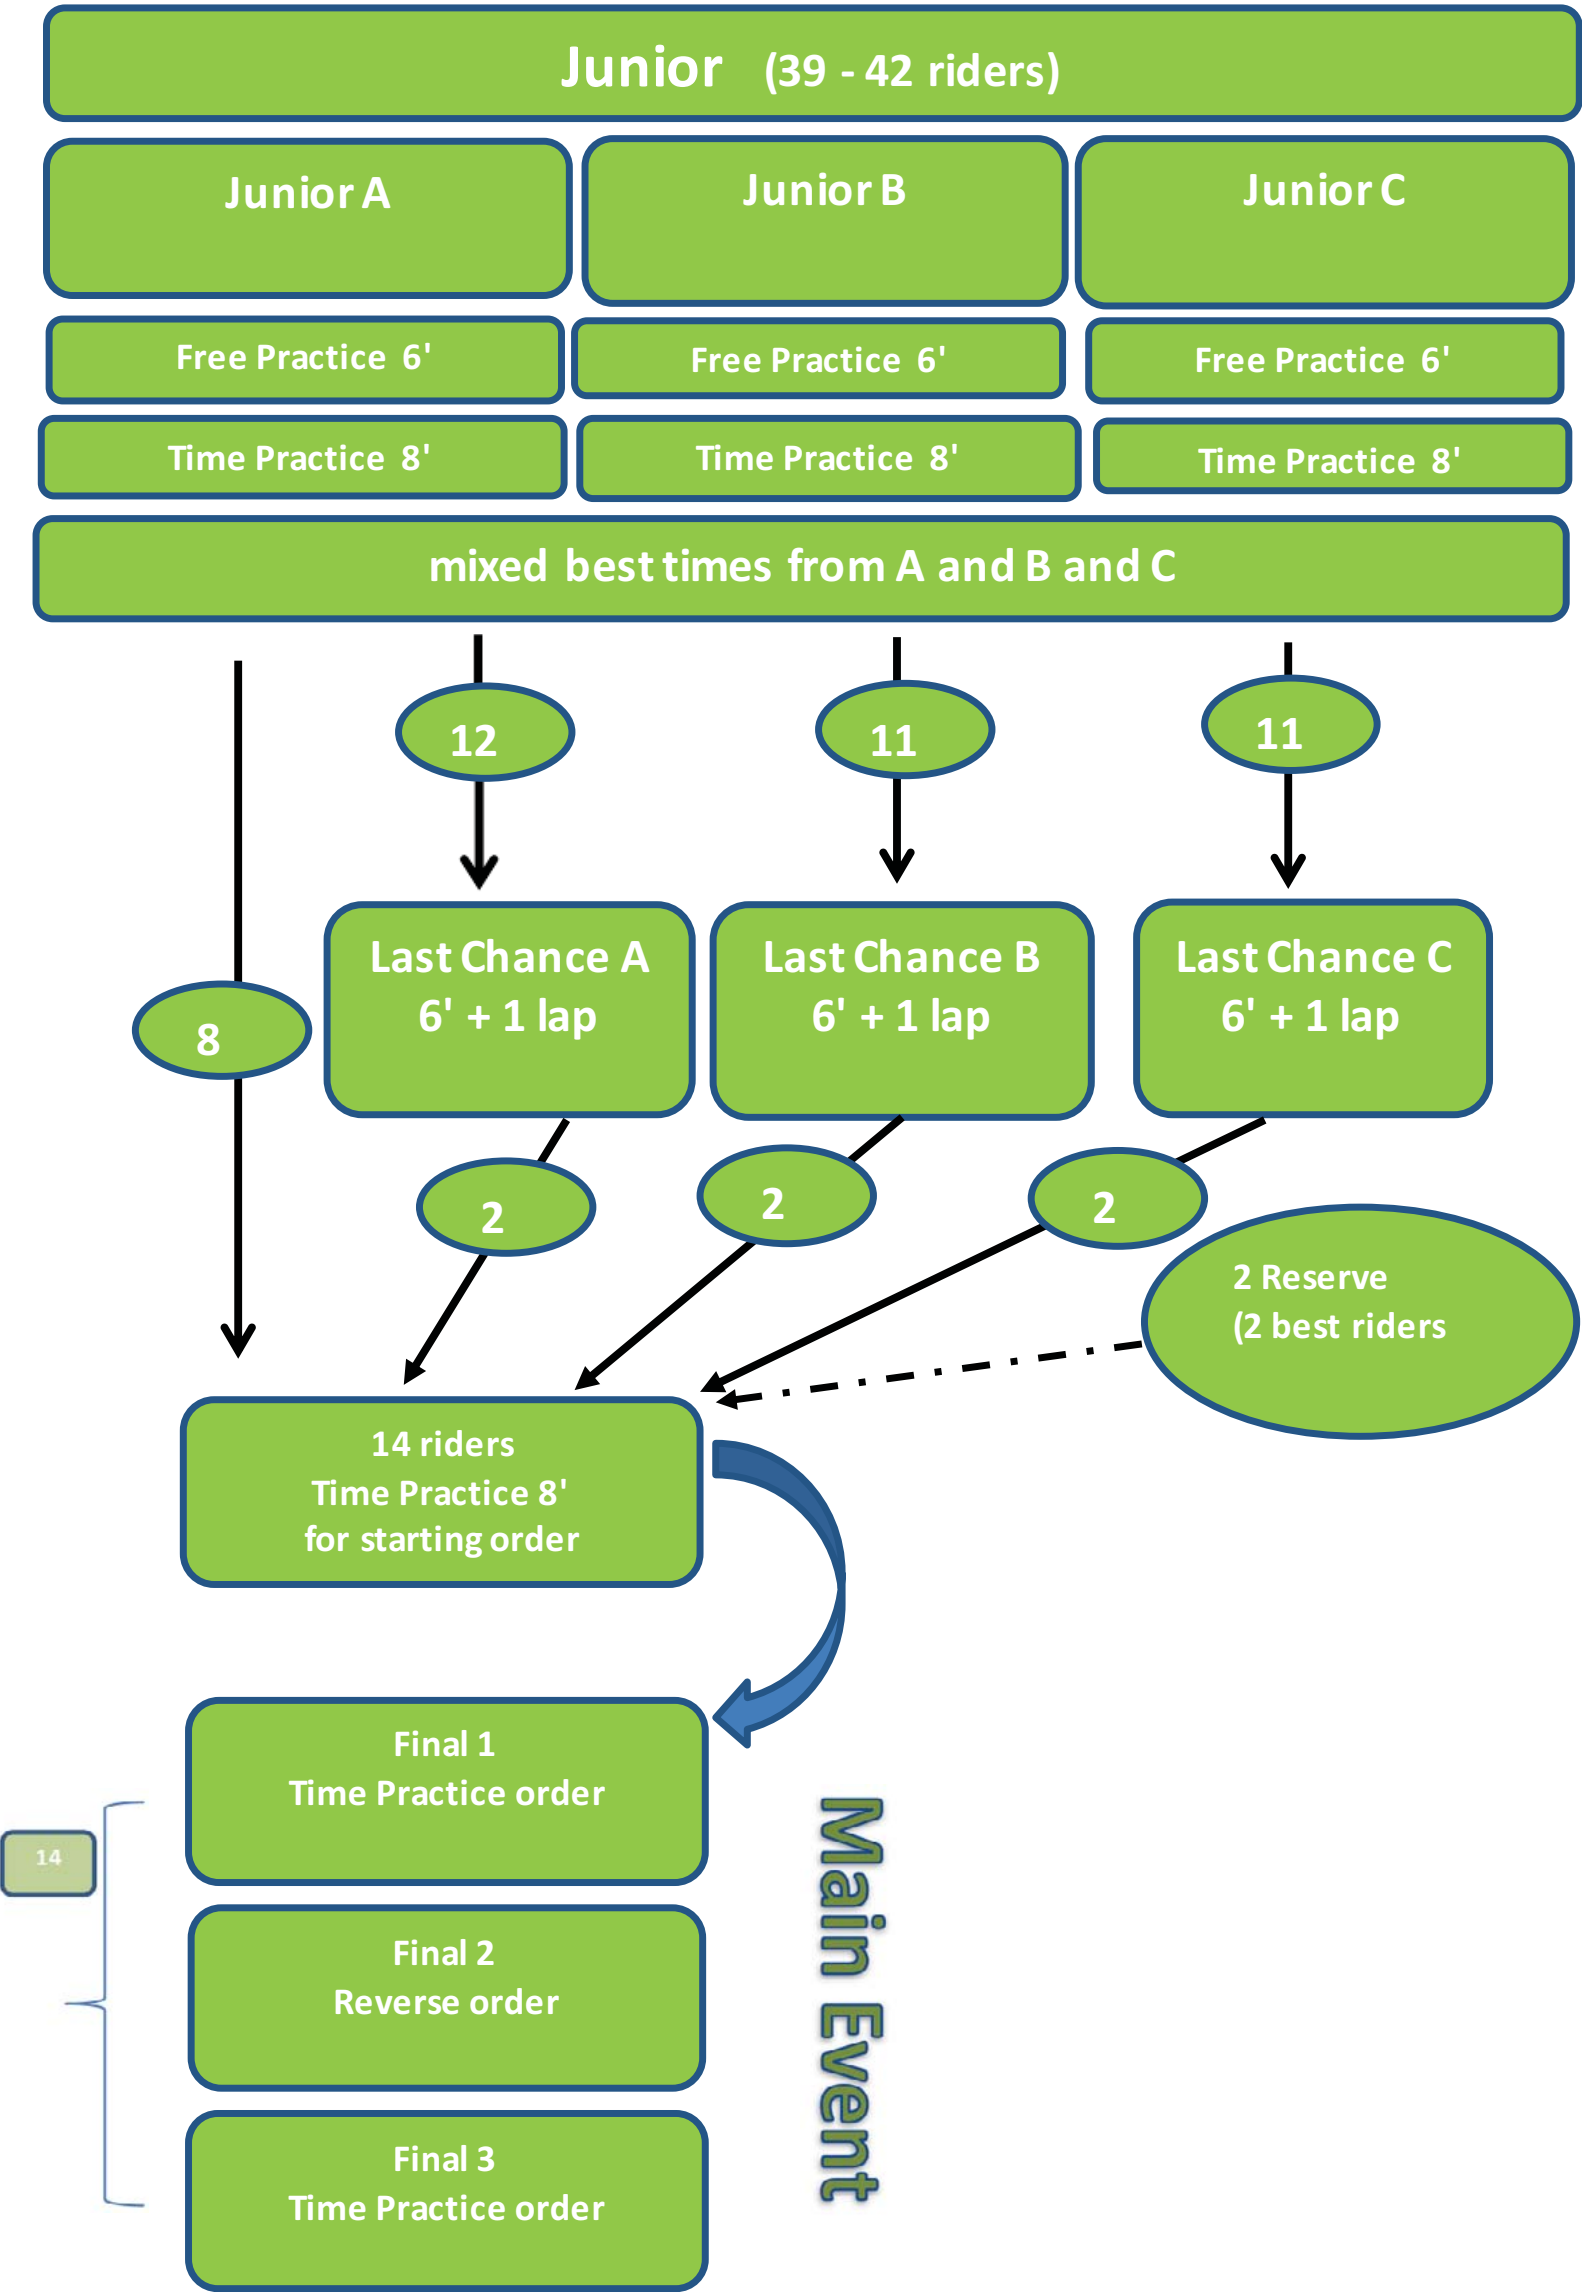 Junior (39 - 42 riders)
Junior A
Junior B
Junior C
Free Practice 6'
Free Practice 6'
Free Practice 6'
Time Practice 8'
Time Practice 8'
Time Practice 8'
mixed best times from A and B and C
12
11
11
Last Chance A
6' + 1 lap
Last Chance B
6' + 1 lap
Last Chance C
6' + 1 lap
8
2
2
2
2 Reserve
(2 best riders
14 riders
Time Practice 8'
for starting order
Final 1
Time Practice order
14
Final 2
Reverse order
Final 3
Time Practice order
Main Event